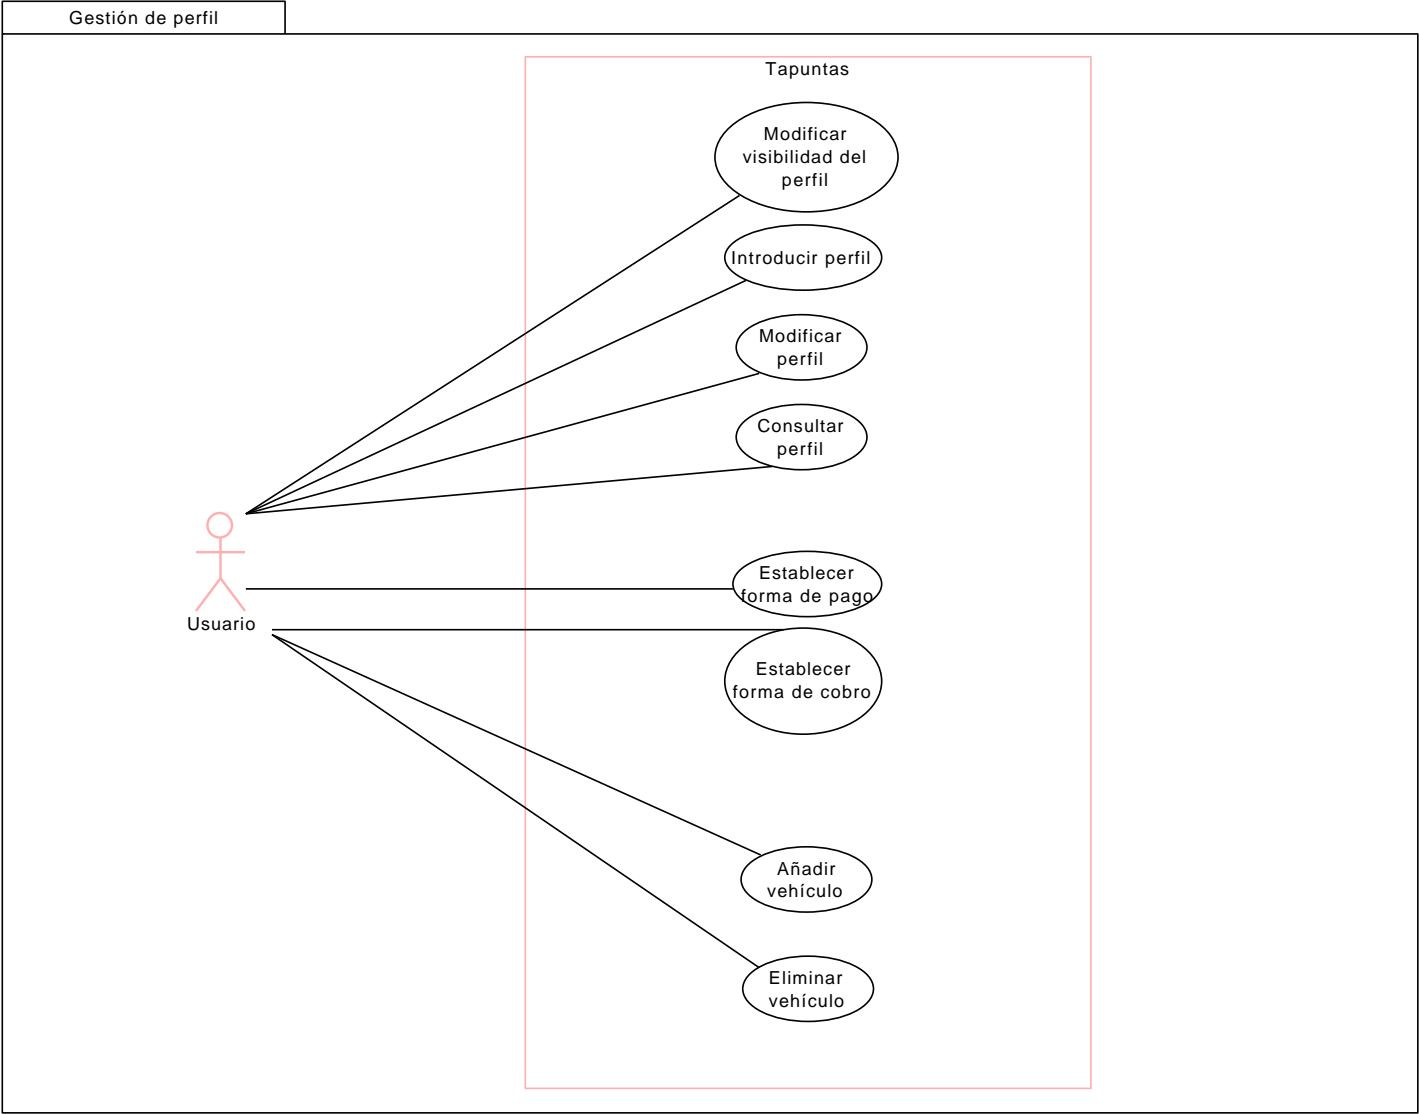 Gestión de perfil
Tapuntas
Modificar
visibilidad del
perfil
Introducir perfil
Modificar
perfil
Consultar
perfil
Establecer
forma de pago
Usuario
Establecer
forma de cobro
Añadir
vehículo
Eliminar
vehículo